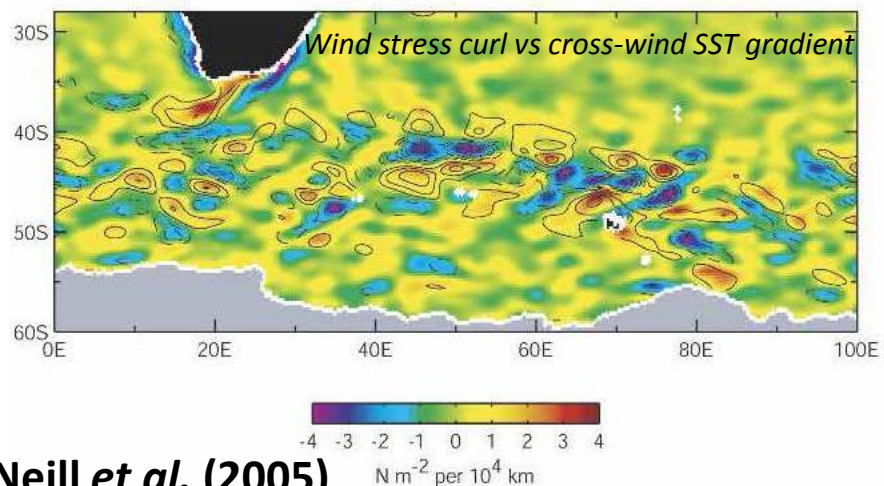 Wind stress curl vs cross-wind SST gradient
30S
40S
50S
60S
0E 20E 40E 60E 80E 100E
-4 -3 -2 -1 0 1 2 3 4
N m-2 per 104 km
Neill et al. (2005)